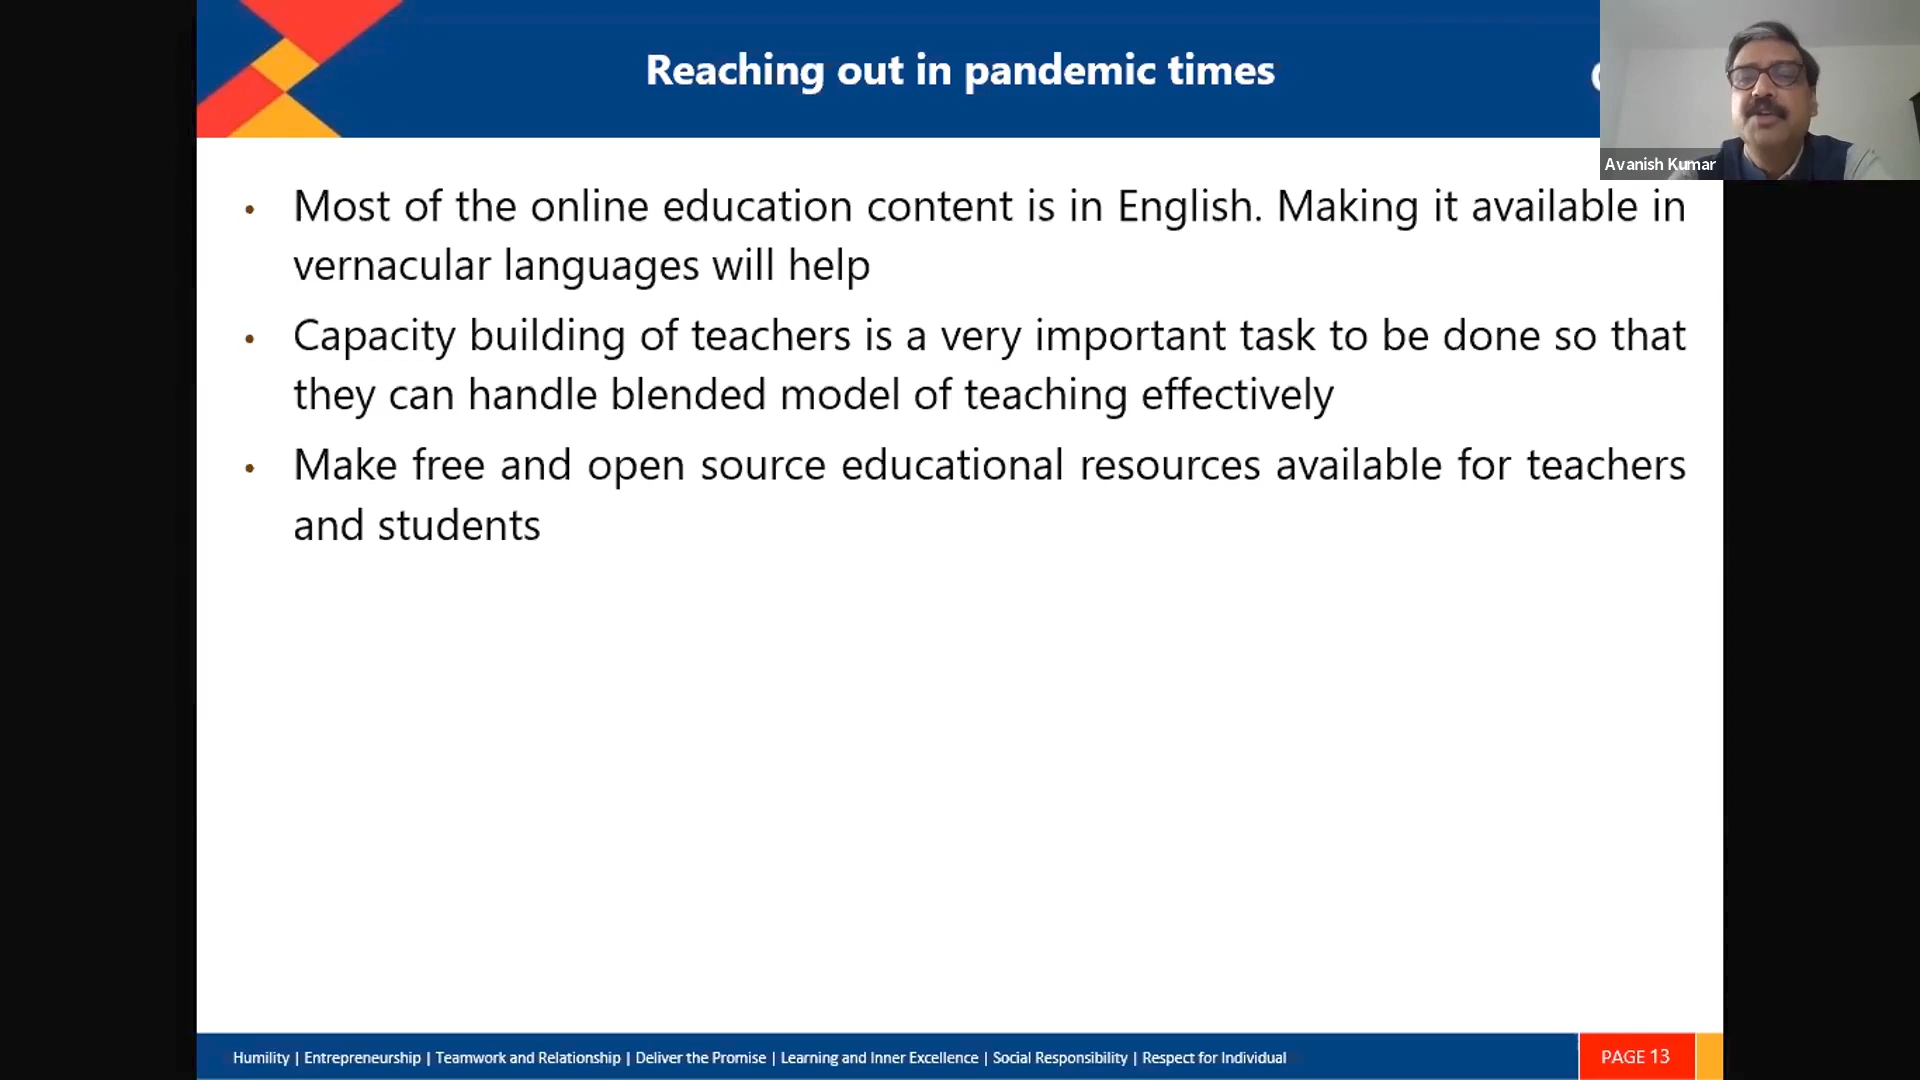 Reaching out in pandemic times
Avanish Kumar
• Most of the online education content is in English. Making it available in
vernacular languages will help
• Capacity building of teachers is a very important task to be done so that
they can handle blended model of teaching effectively
• Make free and open source educational resources available for teachers
and students
Humility | Entrepreneurship | Teamwork and Relationship | Deliver the Promise | Learning and Inner Excellence | Social Responsibility | Respect for Individual
PAGE 13